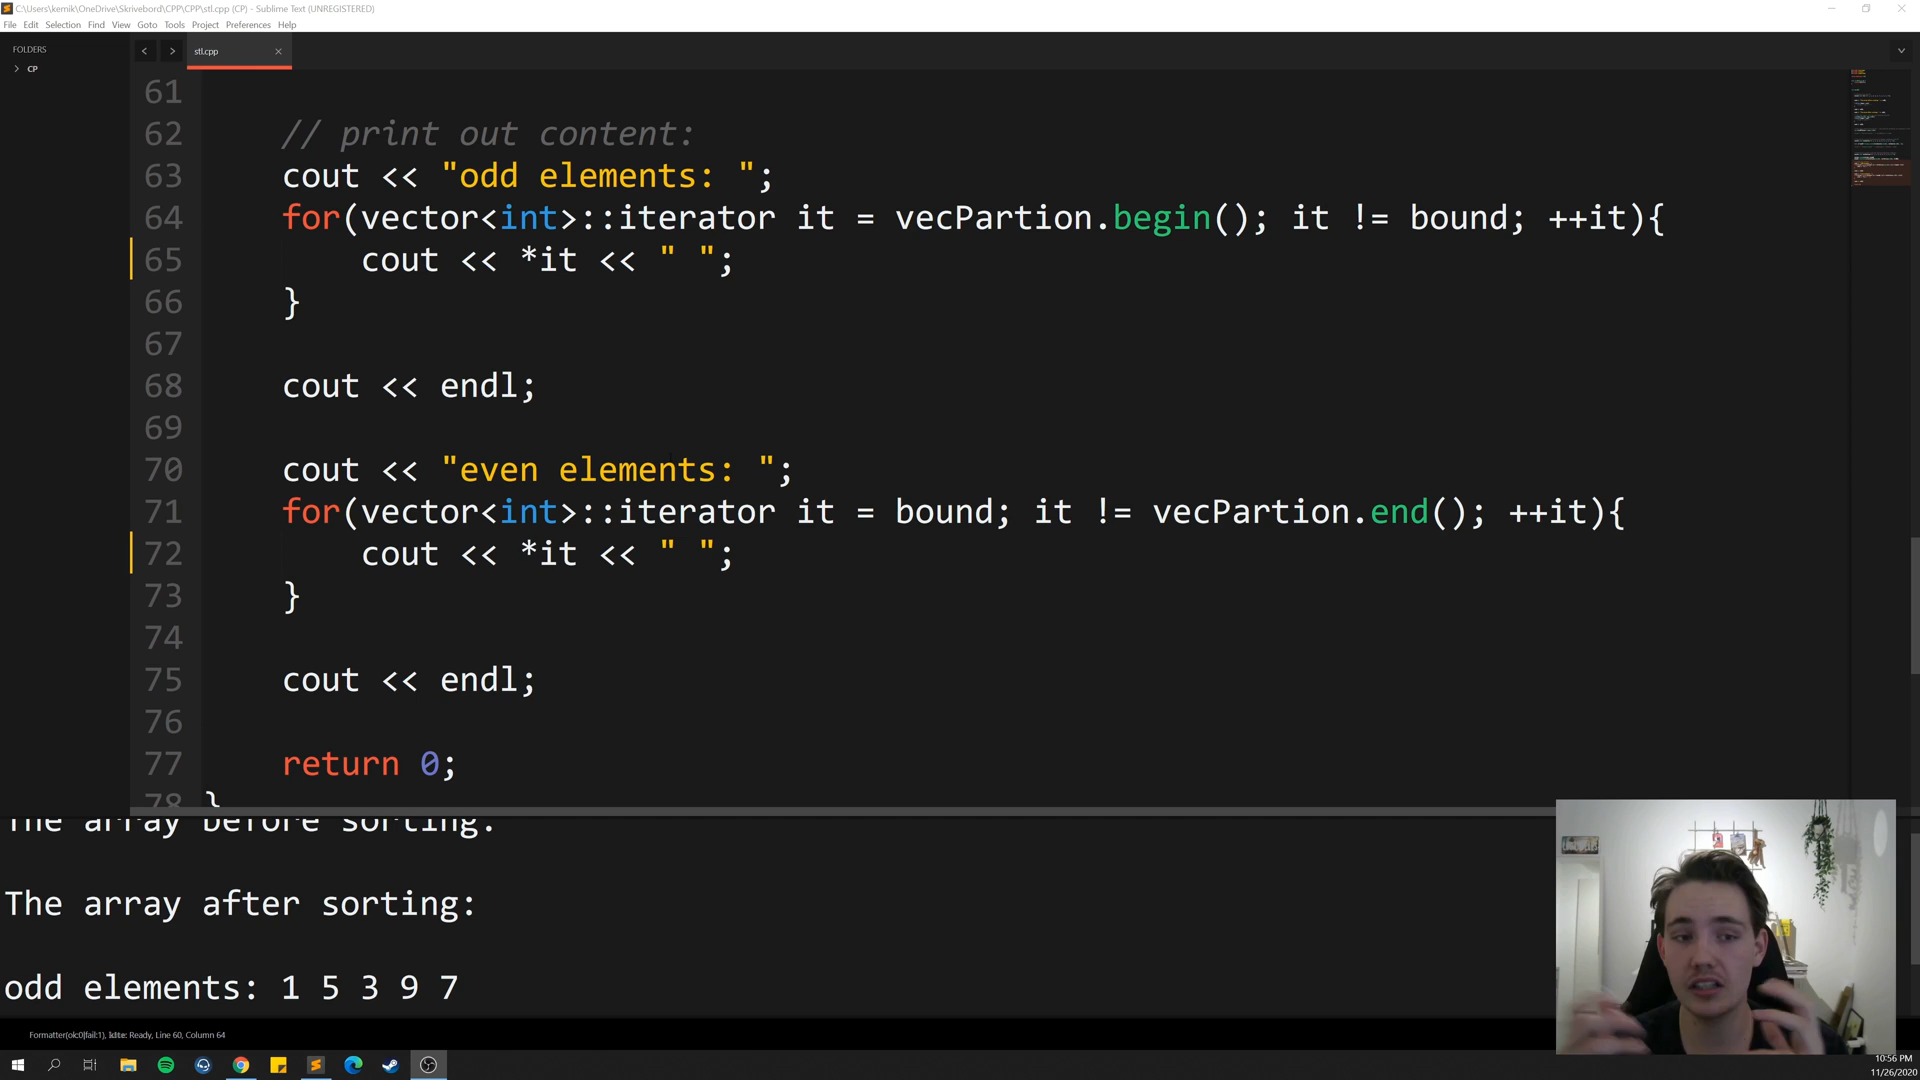 C:\Users\kemik\OneDrive\Skrivebord\CPP\CPP\stl.cpp (CP) - Sublime Text (UNREGISTERED)
File Edit Selection Find View Goto Tools Project Preferences Help
FOLDERS
CP
stl.cpp
61
62 // print out content:
63 cout << "odd elements: ";
64 for(vector<int>::iterator it = vecPartion.begin(); it != bound; ++it){
65 cout << *it << " ";
66 }
67
68 cout << endl;
69
70 cout << "even elements: ";
71 for(vector<int>::iterator it = bound; it != vecPartion.end(); ++it){
72 cout << *it << " ";
73 }
74
75 cout << endl;
76
77 return 0;
78 }
The array before sorting:
The array after sorting:
odd elements: 1 5 3 9 7
Ready, Line 60, Column 64
10:56 PM
11/26/2020